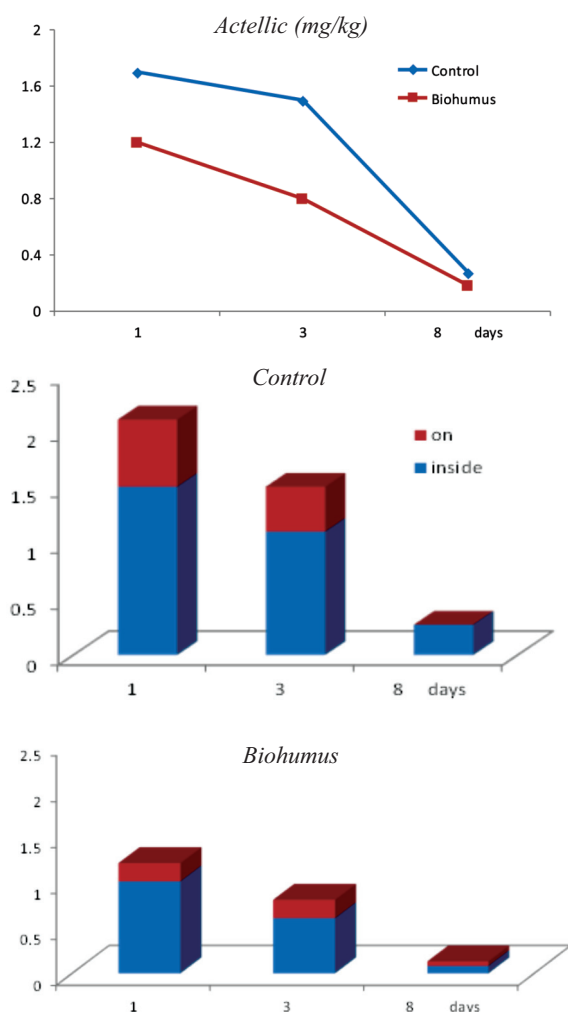 Actellic (mg/kg)
2
1.6
1.2
0.8
0.4
0
Control
Biohumus
1 3 8 days
Control
2.5
2
1.5
1
0.5
0
on
inside
1 3 8 days
Biohumus
2.5
2
1.5
1
0.5
0
1 3 8 days